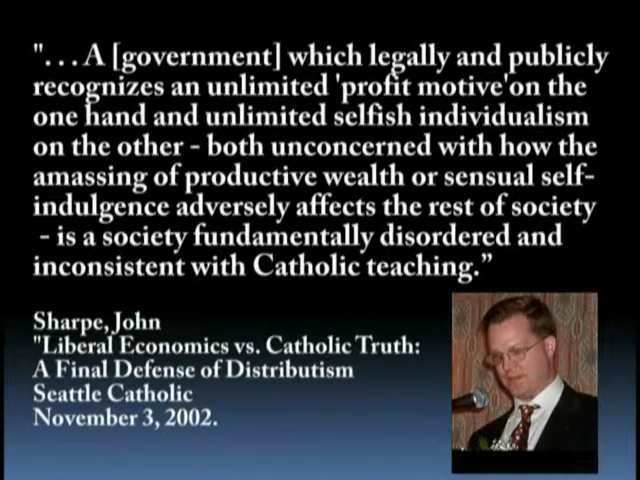 ". . . A [government] which legally and publicly
recognizes an unlimited 'profit motive'on the
one hand and unlimited selfish individualism
on the other - both unconcerned with how the
amassing of productive wealth or sensual self-
indulgence adversely affects the rest of society
- is a society fundamentally disordered and
inconsistent with Catholic teaching.”
Sharpe, John
"Liberal Economics vs. Catholic Truth:
A Final Defense of Distributism
Seattle Catholic
November 3, 2002.